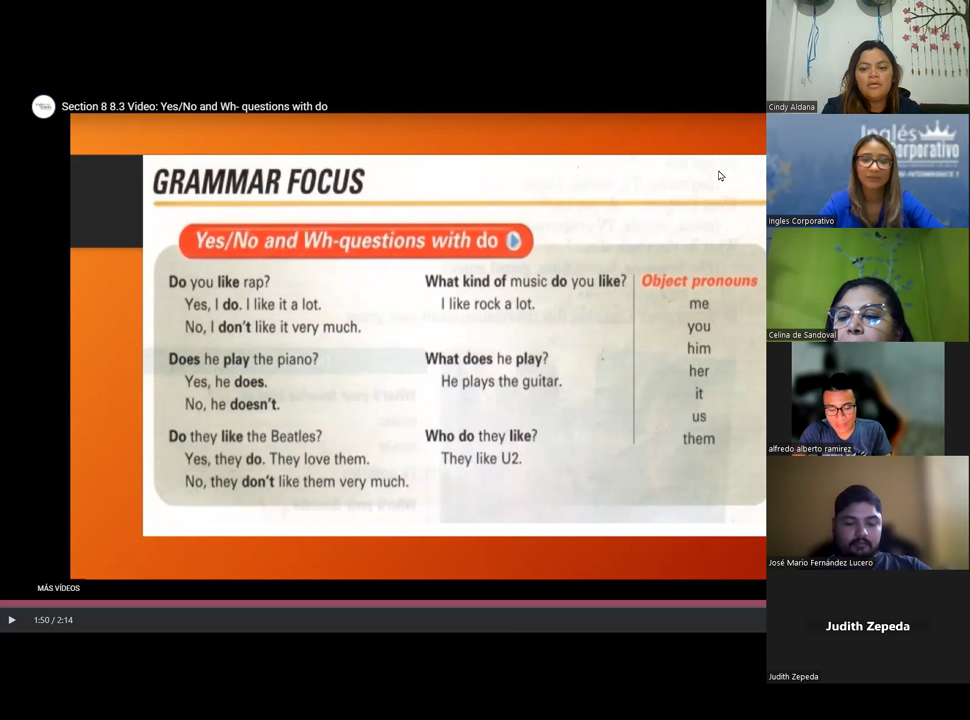 Section 8 8.3 Video: Yes/No and Wh- questions with do
GRAMMAR FOCUS
Yes/No and Wh-questions with do
Do you like rap?
Yes, I do. I like it a lot.
No, I don't like it very much.
Does he play the piano?
Yes, he does.
No, he doesn't.
Do they like the Beatles?
Yes, they do. They love them.
No, they don't like them very much.
What kind of music do you like?
I like rock a lot.
What does he play?
He plays the guitar.
Who do they like?
They like U2.
Object pronouns
me
you
him
her
it
us
them
MÁS VÍDEOS
1:50 / 2:14
Cindy Aldana
Inglés
Corporativo
Ingles Corporativo
Celina de Sandoval
alfredo alberto ramirez
José Mario Fernández Lucero
Judith Zepeda
Judith Zepeda